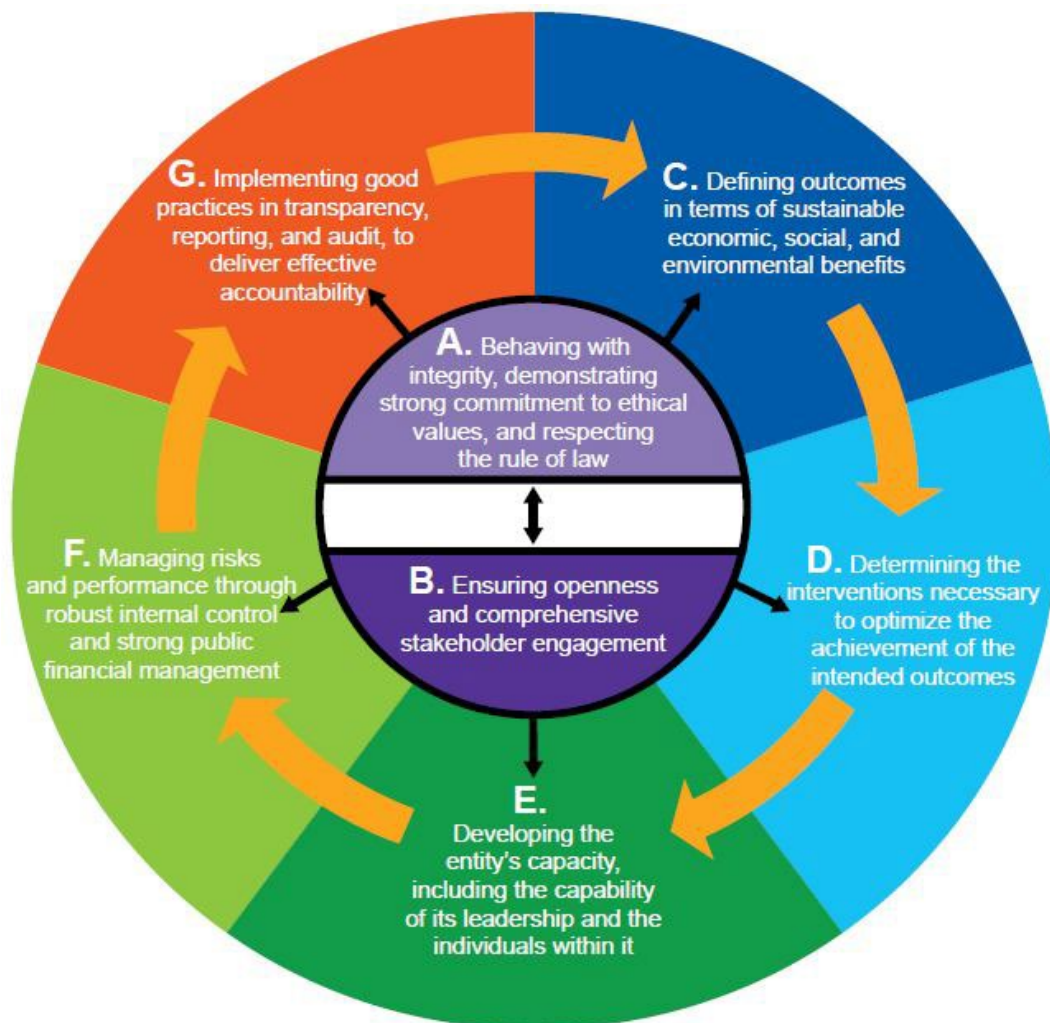 G. Implementing good
practices in transparency,
reporting, and audit, to
deliver effective
accountability
C. Defining outcomes
in terms of sustainable
economic, social, and
environmental benefits
A. Behaving with
integrity, demonstrating
strong commitment to ethical
values, and respecting
the rule of law
B. Ensuring openness
and comprehensive
stakeholder engagement
F. Managing risks
and performance through
robust internal control
and strong public
financial management
D. Determining the
interventions necessary
to optimize the
achievement of the
intended outcomes
E.
Developing the
entity's capacity,
including the capability
of its leadership and the
individuals within it